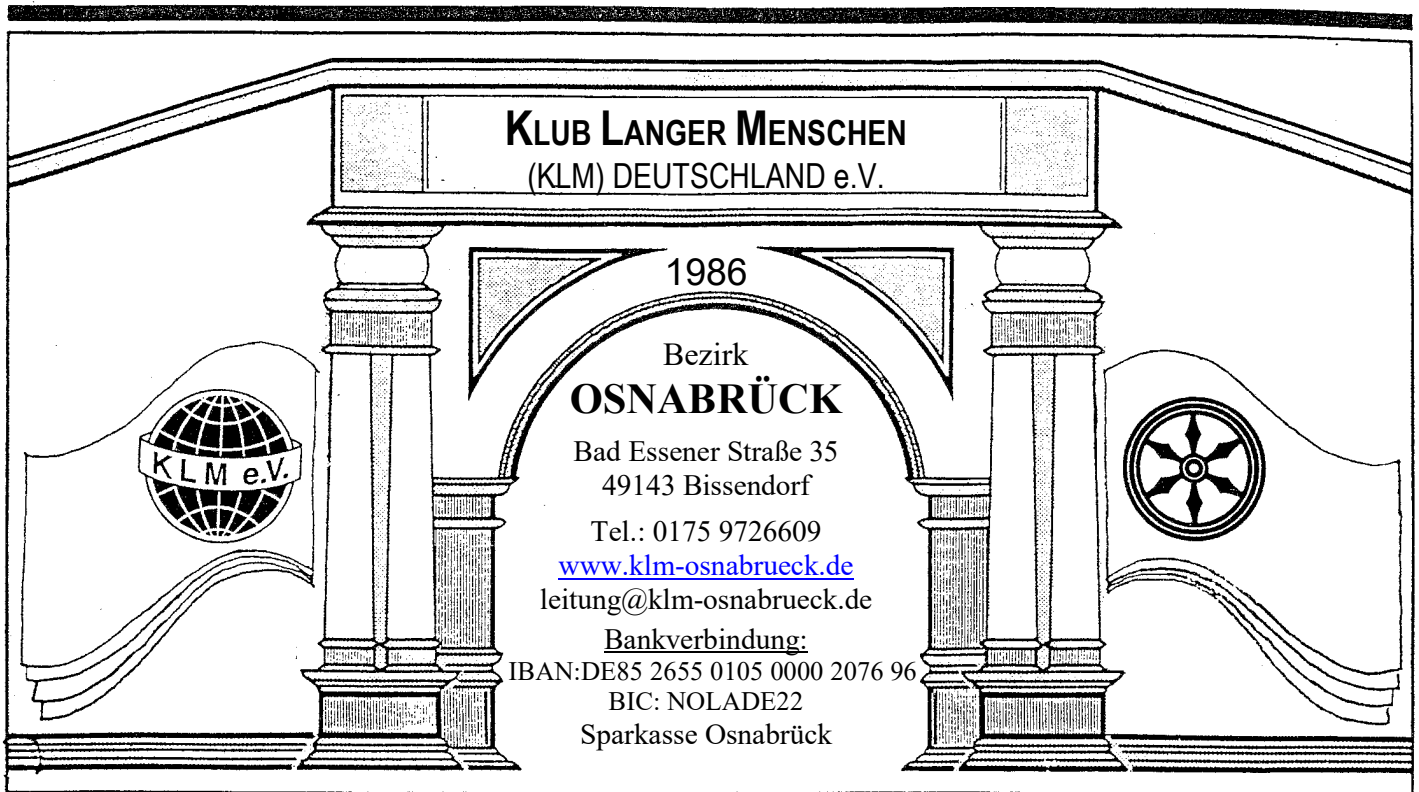 KLUB LANGER MENSCHEN
(KLM) DEUTSCHLAND e.V.
1986
Bezirk
OSNABRÜCK
Bad Essener Straße 35
49143 Bissendorf
Tel.: 0175 9726609
www.klm-osnabrueck.de
leitung@klm-osnabrueck.de
Bankverbindung:
IBAN:DE85 2655 0105 0000 2076 96
BIC: NOLADE22
Sparkasse Osnabrück
KLM e.V.